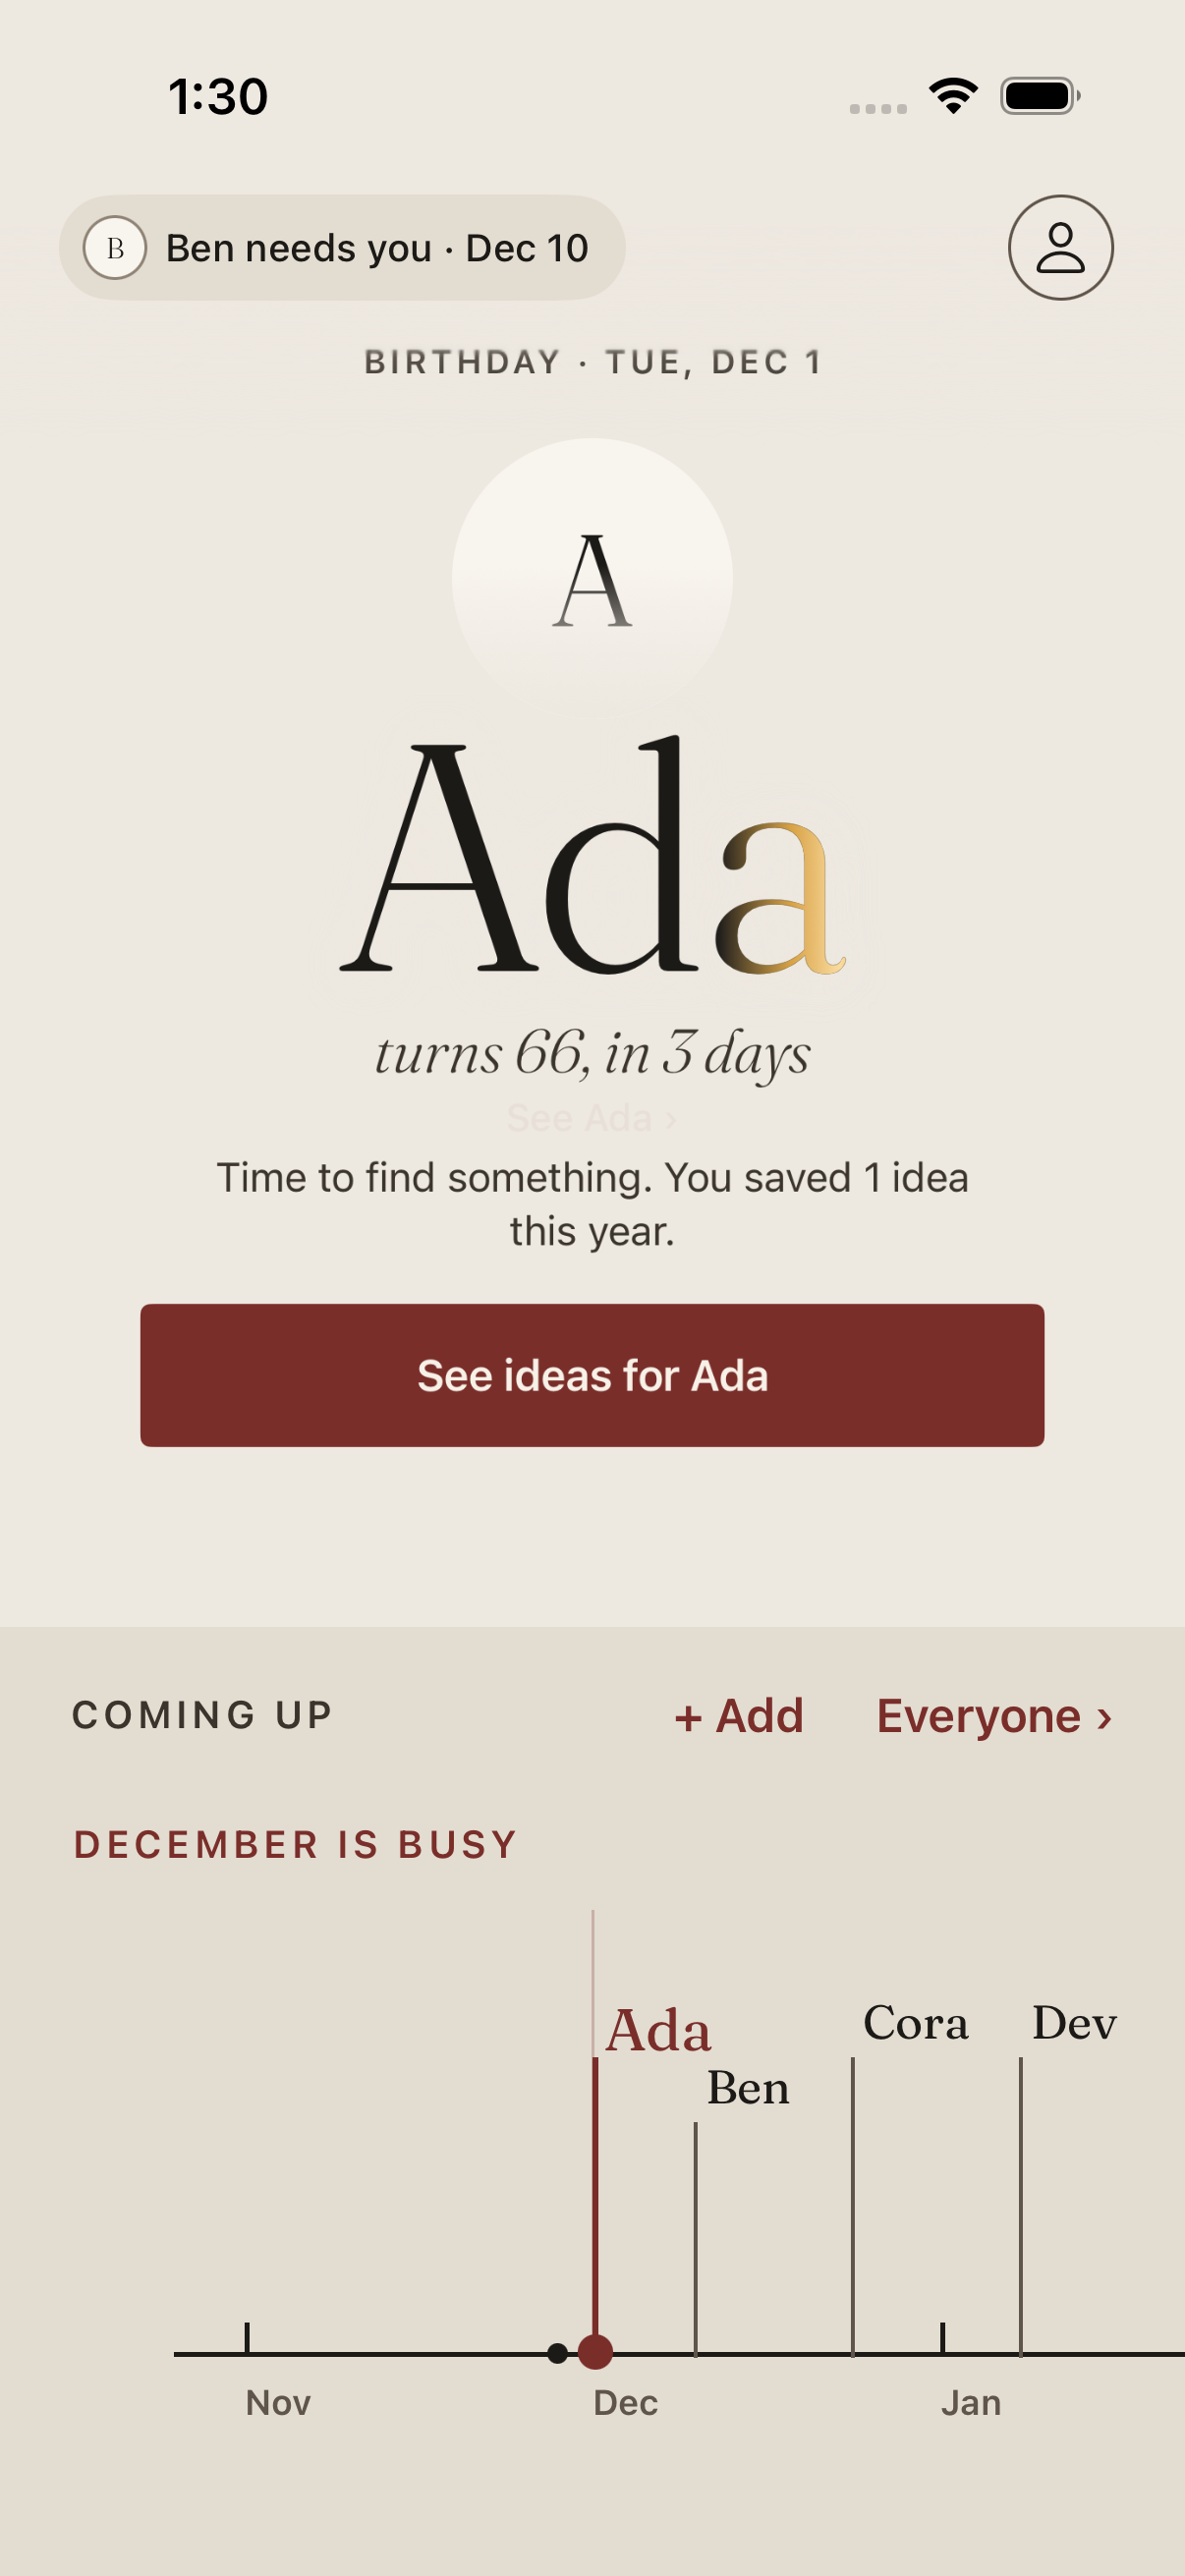 1:30
B
Ben needs you · Dec 10
BIRTHDAY · TUE, DEC 1
A
Ada
turns 66, in 3 days
See Ada ›
Time to find something. You saved 1 idea
this year.
See ideas for Ada
COMING UP
+ Add
Everyone ›
DECEMBER IS BUSY
Ada
Ben
Cora
Dev
Nov
Dec
Jan